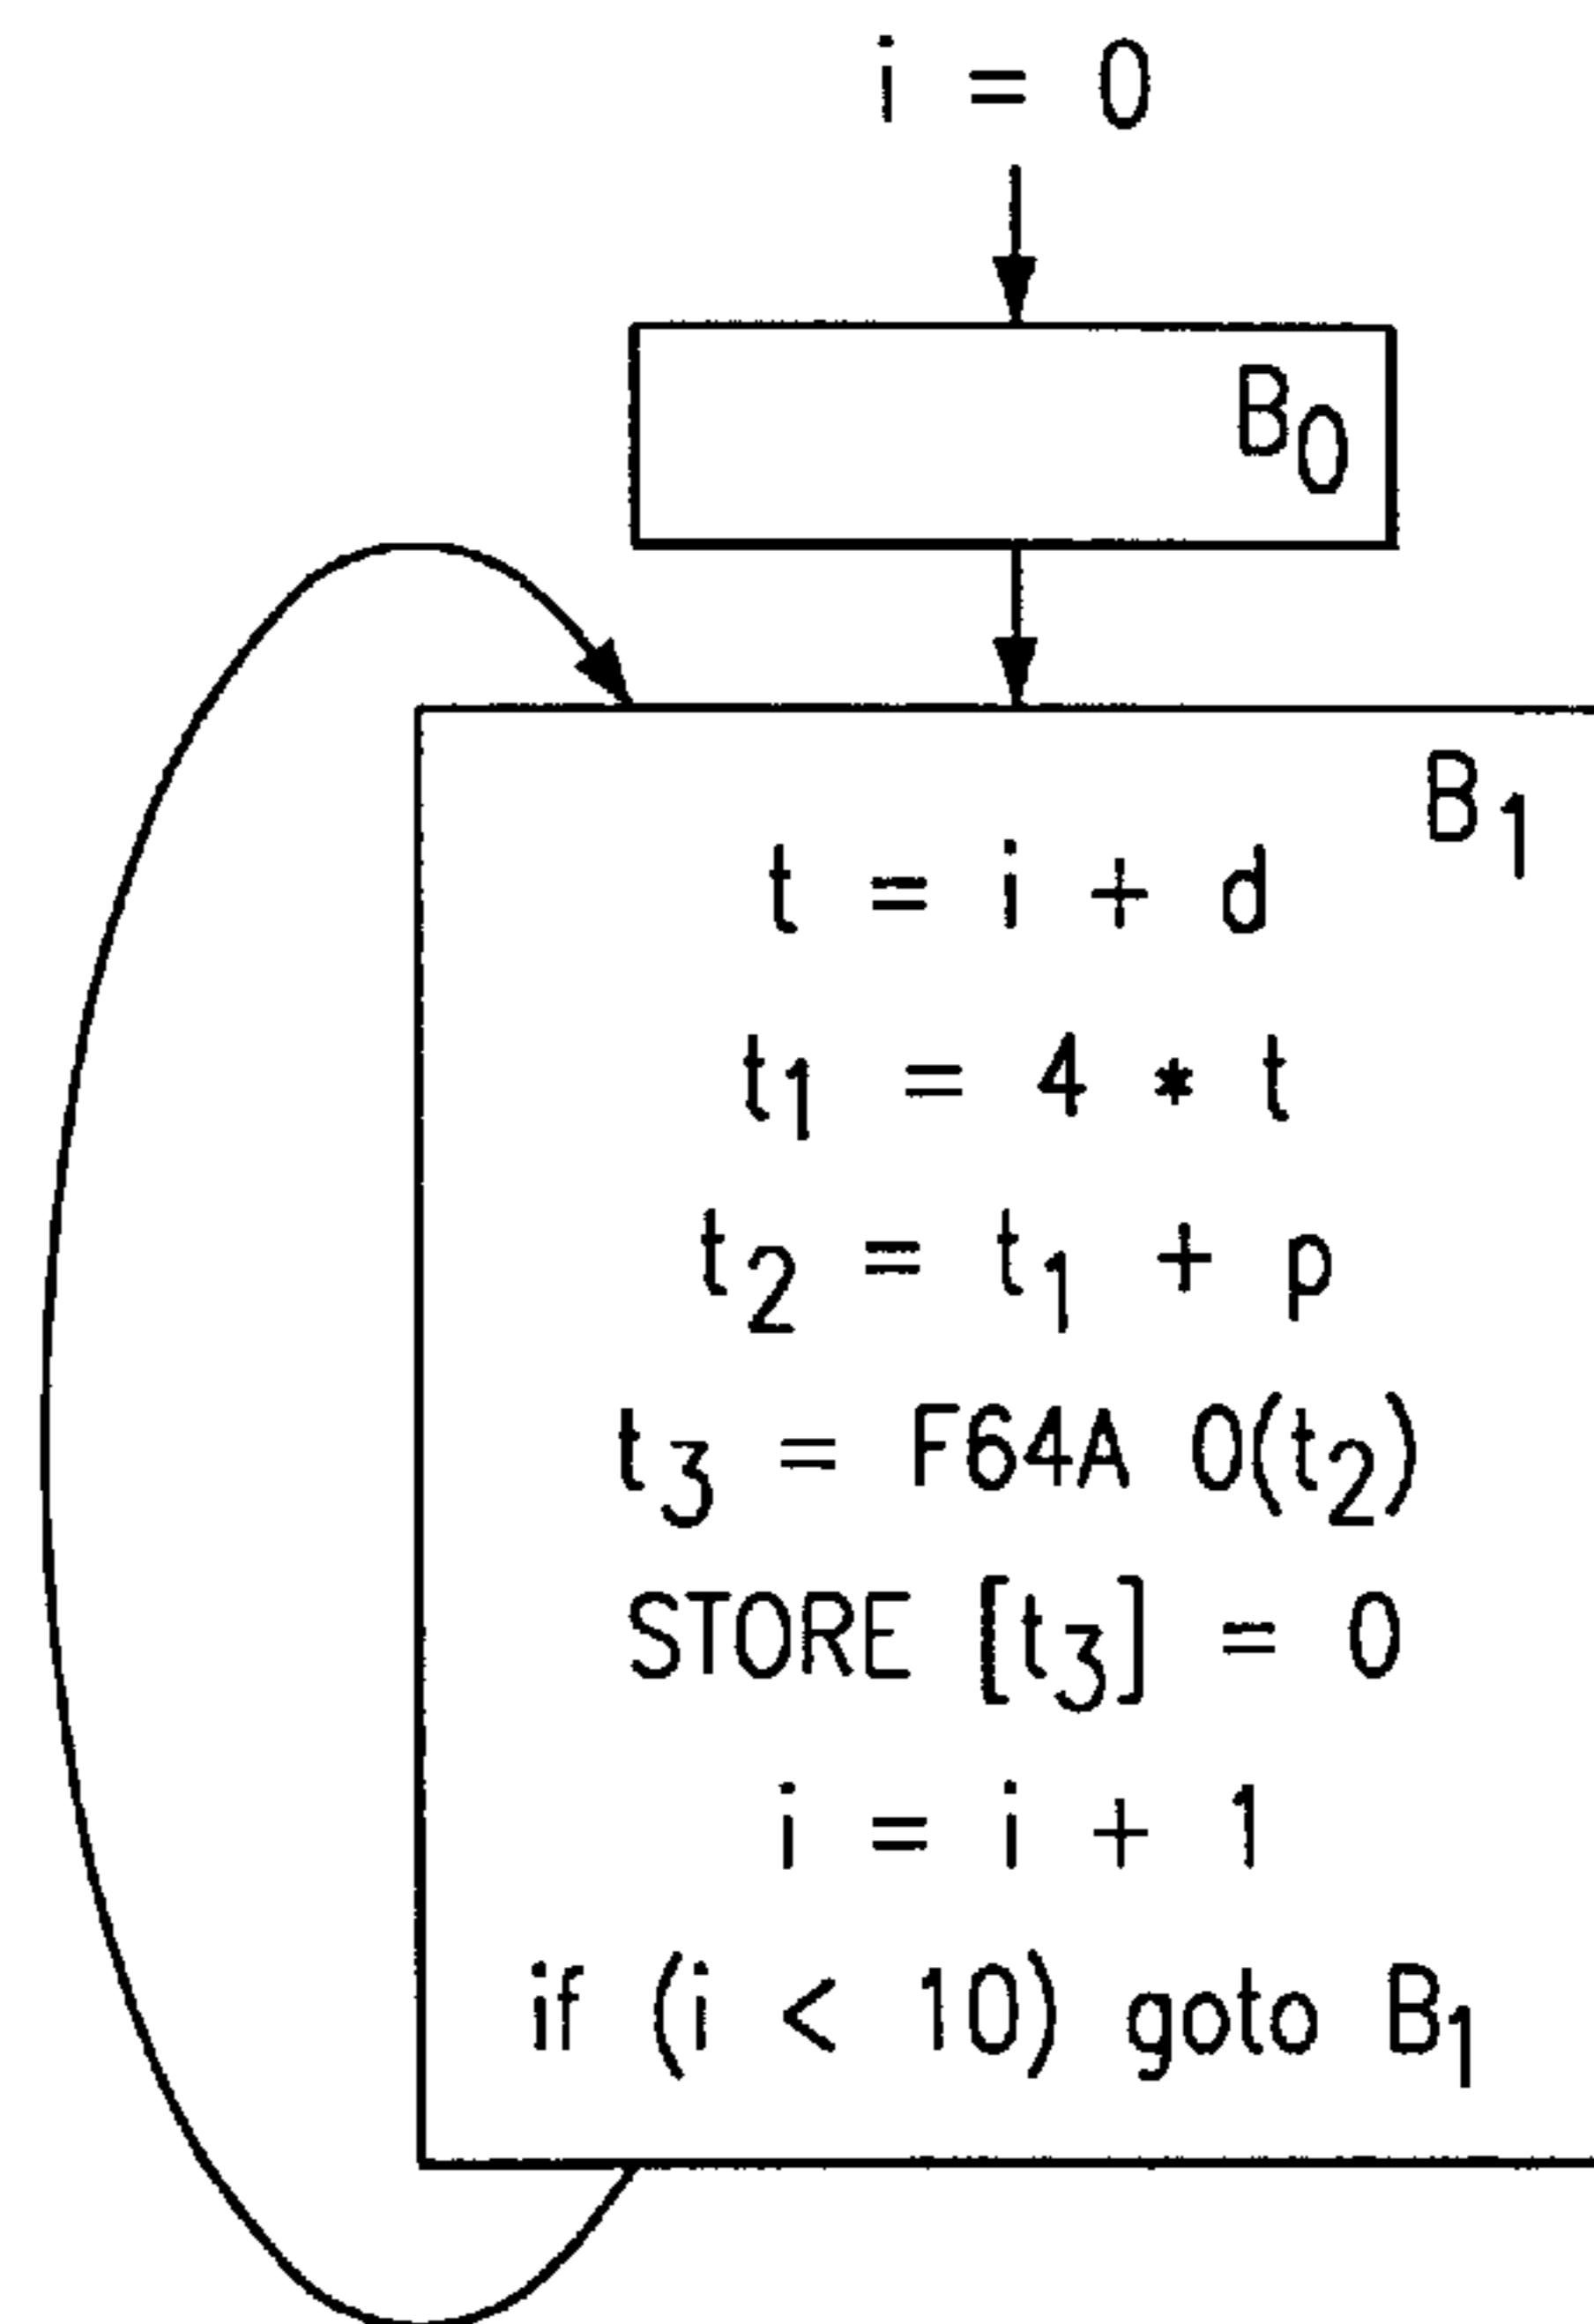 i = 0
B0
B1
t = i + d
t1 = 4 * t
t2 = t1 + p
t3 = F64A 0(t2)
STORE [t3] = 0
i = i + 1
if (i < 10) goto B1